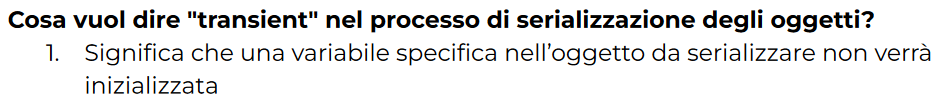 Cosa vuol dire "transient" nel processo di serializzazione degli oggetti?
1. Significa che una variabile specifica nell’oggetto da serializzare non verrà
inizializzata